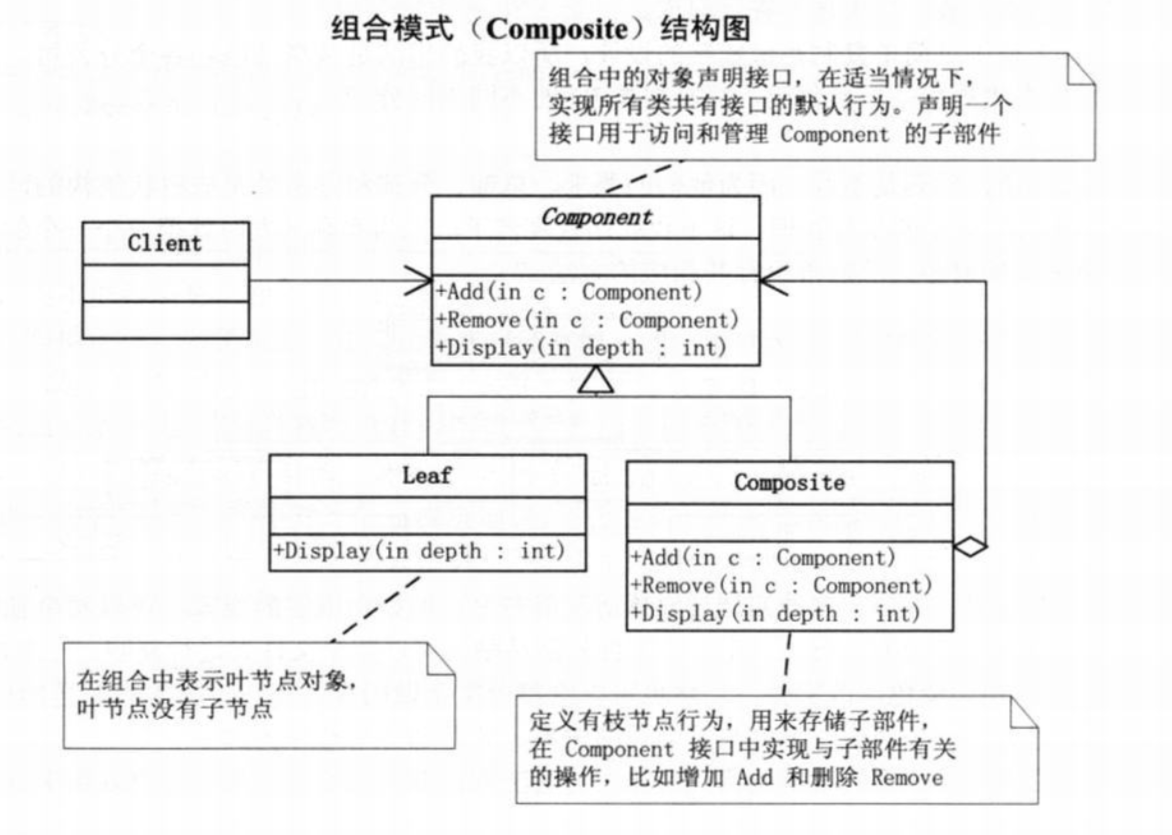 组合模式（Composite）结构图
组合中的对象声明接口，在适当情况下，
实现所有类共有接口的默认行为。声明一个
接口用于访问和管理 Component 的子部件
Client
Component
+Add(in c : Component)
+Remove(in c : Component)
+Display(in depth : int)
Leaf
+Display(in depth : int)
Composite
+Add(in c : Component)
+Remove(in c : Component)
+Display(in depth : int)
在组合中表示叶节点对象，
叶节点没有子节点
定义有枝节点行为，用来存储子部件，
在 Component 接口中实现与子部件有关
的操作，比如增加 Add 和删除 Remove